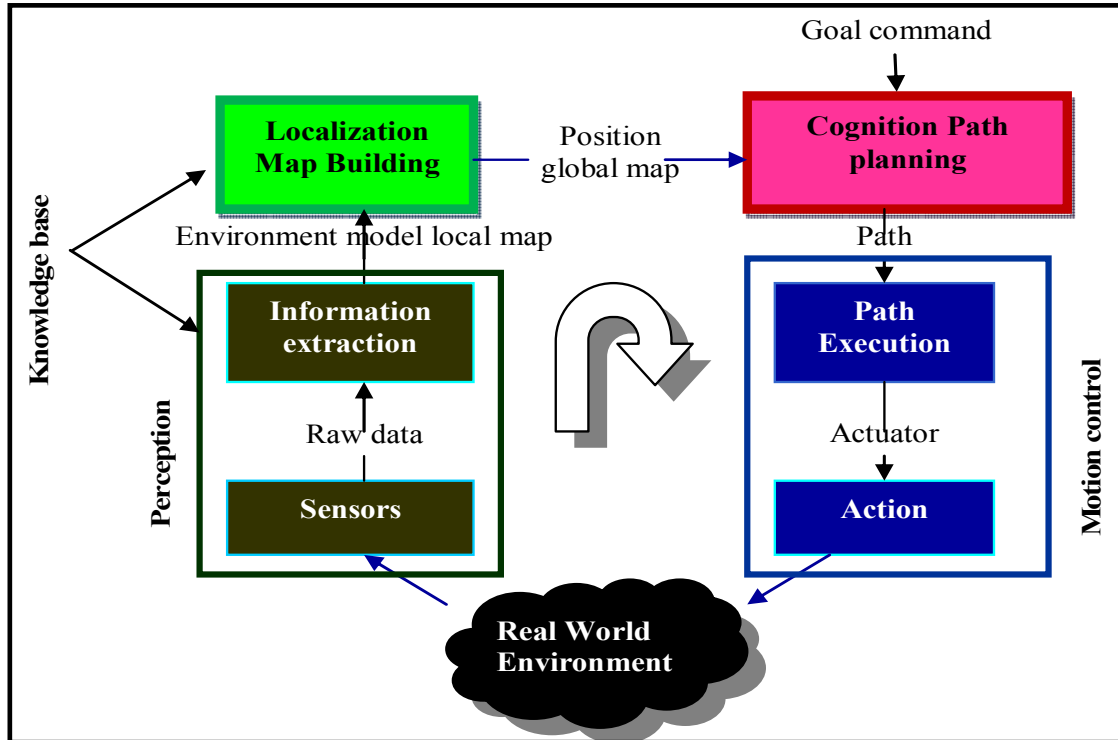 Goal command
Localization
Map Building
Position
global map
Cognition Path
planning
Environment model local map
Path
Knowledge base
Information
extraction
Path
Execution
Raw data
Actuator
Perception
Motion control
Sensors
Action
Real World
Environment